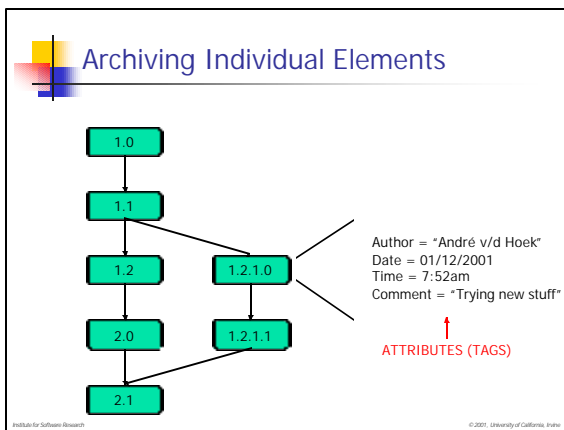 Archiving Individual Elements
1.0
1.1
1.2
1.2.1.0
2.0
1.2.1.1
2.1
Author = "André v/d Hoek"
Date = 01/12/2001
Time = 7:52am
Comment = "Trying new stuff"
ATTRIBUTES (TAGS)
Institute for Software Research
© 2001, University of California, Irvine